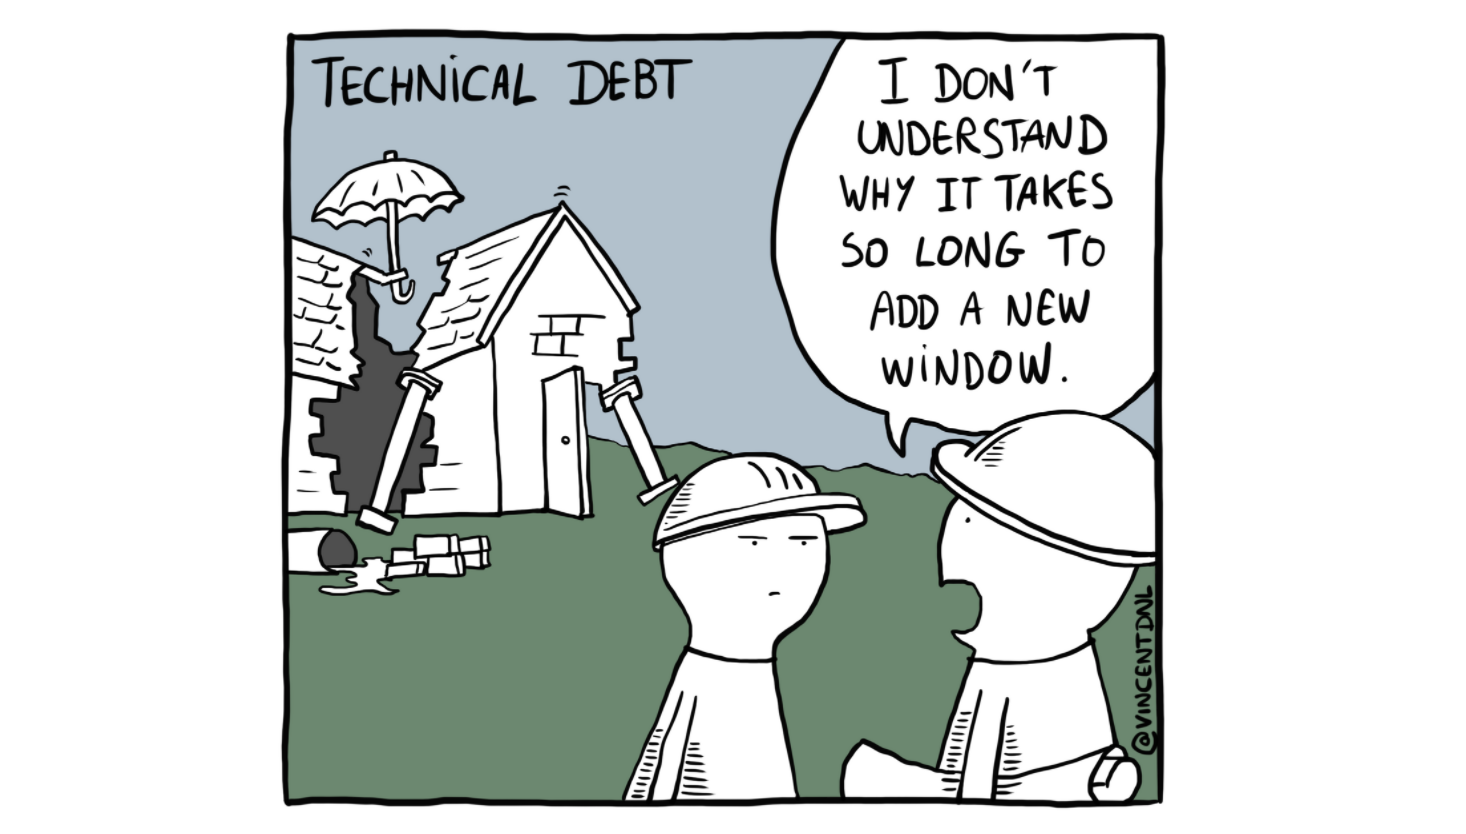 TECHNICAL DEBT
I DON'T
UNDERSTAND
WHY IT TAKES
SO LONG TO
ADD A NEW
WINDOW.
@VINCENTDNL